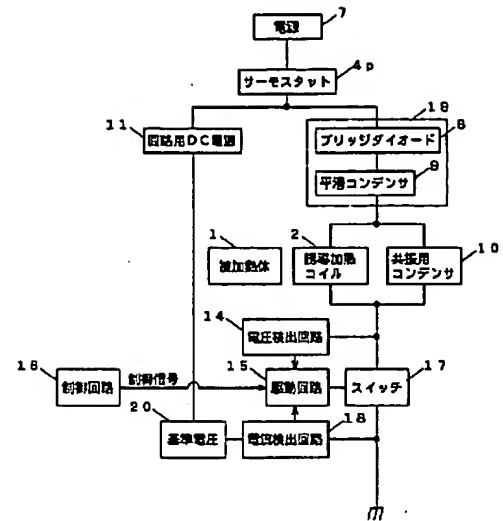 7
電源
4p
サーモスタット
11
回路用DC電源
19
8
ブリッジダイオード
9
平滑コンデンサ
1
被加熱体
2
誘導加熱
コイル
10
共振用
コンデンサ
14
電圧検出回路
16
制御回路
制御信号
15
駆動回路
17
スイッチ
20
基準電圧
電流検出回路
18